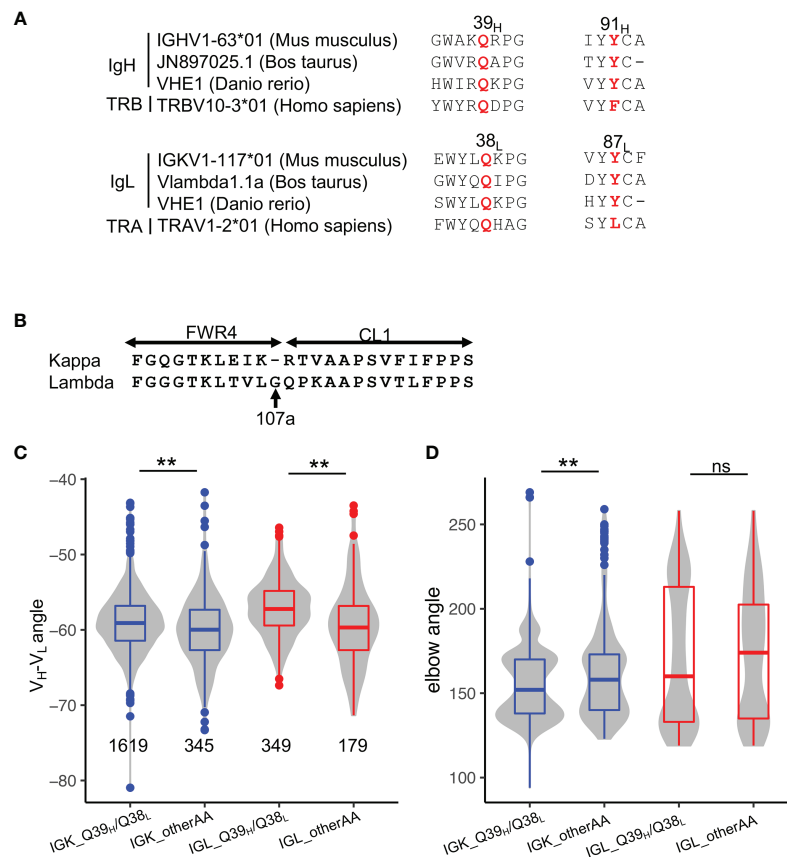 A
39H 91H
IgH
IGHV1-63*01 (Mus musculus) GWAKQRPG IYYCA
JN897025.1 (Bos taurus) GWVRQAPG TYYC-
VHE1 (Danio rerio) HWIRQKPG VYYCA
TRB TRBV10-3*01 (Homo sapiens) YWYRQDPG VYFCA
38L 87L
IgL
IGKV1-117*01 (Mus musculus) EWYLQKPG VYYCF
Vlambda1.1a (Bos taurus) GWYQQIPG DYYCA
VHE1 (Danio rerio) SWYLQKPG HYYC-
TRA TRAV1-2*01 (Homo sapiens) FWYQQHAG SYLCA
B
FWR4 CL1
Kappa FGQGTKLEIK-RTVAAPSVFIFPPS
Lambda FGGGTKLTVLGQPKAAPSVTLFPPS
107a
C
** **
VH-VL angle
-40
-50
-60
-70
-80
1619 345 349 179
IGK_Q39H/Q38L IGK_otherAA IGL_Q39H/Q38L IGL_otherAA
D
** ns
elbow angle
250
200
150
100
IGK_Q39H/Q38L IGK_otherAA IGL_Q39H/Q38L IGL_otherAA